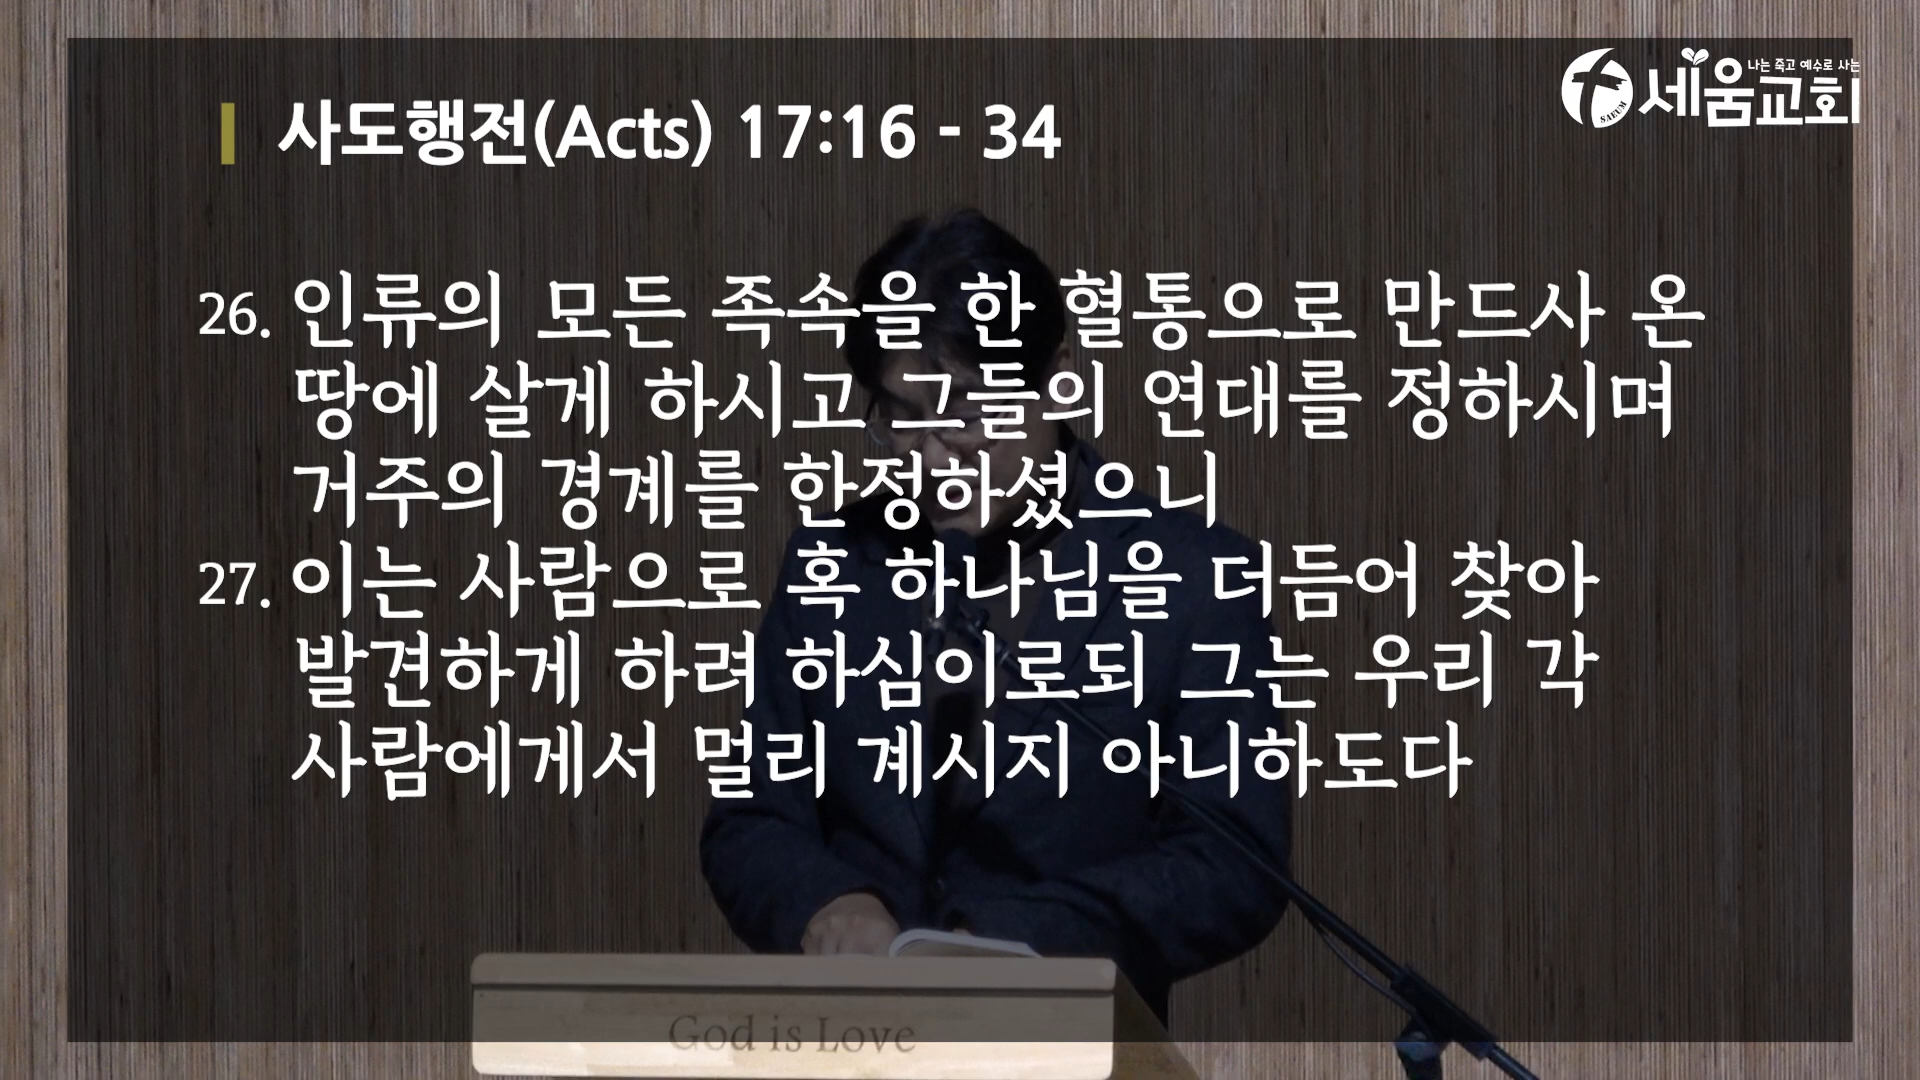 나는 죽고 예수로 사는
세움교회
SAEUM
사도행전(Acts) 17:16 - 34
26. 인류의 모든 족속을 한 혈통으로 만드사 온
땅에 살게 하시고 그들의 연대를 정하시며
거주의 경계를 한정하셨으니
27. 이는 사람으로 혹 하나님을 더듬어 찾아
발견하게 하려 하심이로되 그는 우리 각
사람에게서 멀리 계시지 아니하도다
God is Love